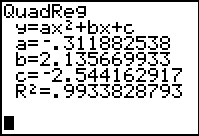 QuadReg
y=ax²+bx+c
a=-.311882538
b=2.135669933
c=-2.544162917
R²=.9933828793